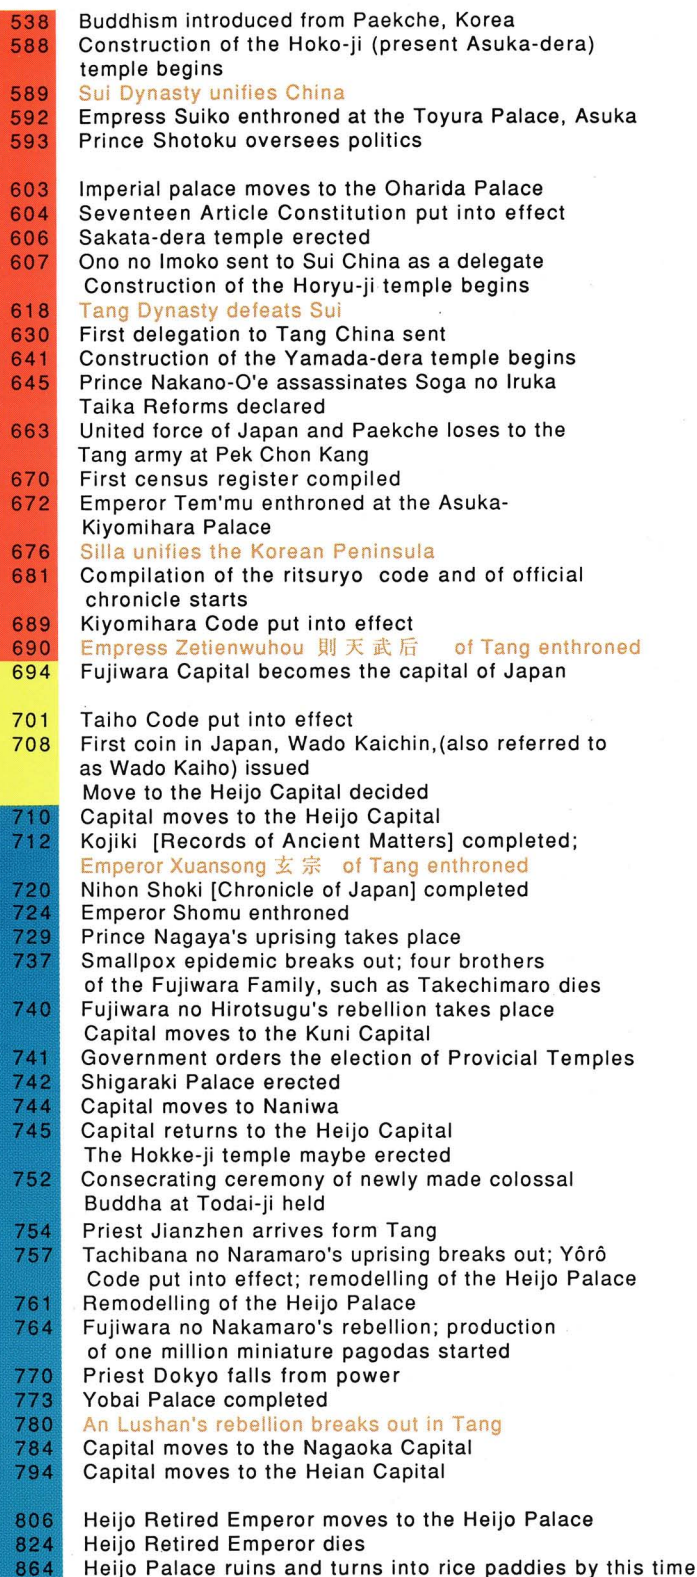 538 Buddhism introduced from Paekche, Korea
588 Construction of the Hoko-ji (present Asuka-dera)
temple begins
589 Sui Dynasty unifies China
592 Empress Suiko enthroned at the Toyura Palace, Asuka
593 Prince Shotoku oversees politics
603 Imperial palace moves to the Oharida Palace
604 Seventeen Article Constitution put into effect
606 Sakata-dera temple erected
607 Ono no Imoko sent to Sui China as a delegate
Construction of the Horyu-ji temple begins
618 Tang Dynasty defeats Sui
630 First delegation to Tang China sent
641 Construction of the Yamada-dera temple begins
645 Prince Nakano-O'e assassinates Soga no Iruka
Taika Reforms declared
663 United force of Japan and Paekche loses to the
Tang army at Pek Chon Kang
670 First census register compiled
672 Emperor Tem'mu enthroned at the Asuka-
Kiyomihara Palace
676 Silla unifies the Korean Peninsula
681 Compilation of the ritsuryo code and of official
chronicle starts
689 Kiyomihara Code put into effect
690 Empress Zetienwuhou 則天武后 of Tang enthroned
694 Fujiwara Capital becomes the capital of Japan
701 Taiho Code put into effect
708 First coin in Japan, Wado Kaichin,(also referred to
as Wado Kaiho) issued
Move to the Heijo Capital decided
710 Capital moves to the Heijo Capital
712 Kojiki [Records of Ancient Matters] completed;
Emperor Xuansong 玄宗 of Tang enthroned
720 Nihon Shoki [Chronicle of Japan] completed
724 Emperor Shomu enthroned
729 Prince Nagaya's uprising takes place
737 Smallpox epidemic breaks out; four brothers
of the Fujiwara Family, such as Takechimaro dies
740 Fujiwara no Hirotsugu's rebellion takes place
Capital moves to the Kuni Capital
741 Government orders the election of Provicial Temples
742 Shigaraki Palace erected
744 Capital moves to Naniwa
745 Capital returns to the Heijo Capital
The Hokke-ji temple maybe erected
752 Consecrating ceremony of newly made colossal
Buddha at Todai-ji held
754 Priest Jianzhen arrives form Tang
757 Tachibana no Naramaro's uprising breaks out; Yôrô
Code put into effect; remodelling of the Heijo Palace
761 Remodelling of the Heijo Palace
764 Fujiwara no Nakamaro's rebellion; production
of one million miniature pagodas started
770 Priest Dokyo falls from power
773 Yobai Palace completed
780 An Lushan's rebellion breaks out in Tang
784 Capital moves to the Nagaoka Capital
794 Capital moves to the Heian Capital
806 Heijo Retired Emperor moves to the Heijo Palace
824 Heijo Retired Emperor dies
864 Heijo Palace ruins and turns into rice paddies by this time